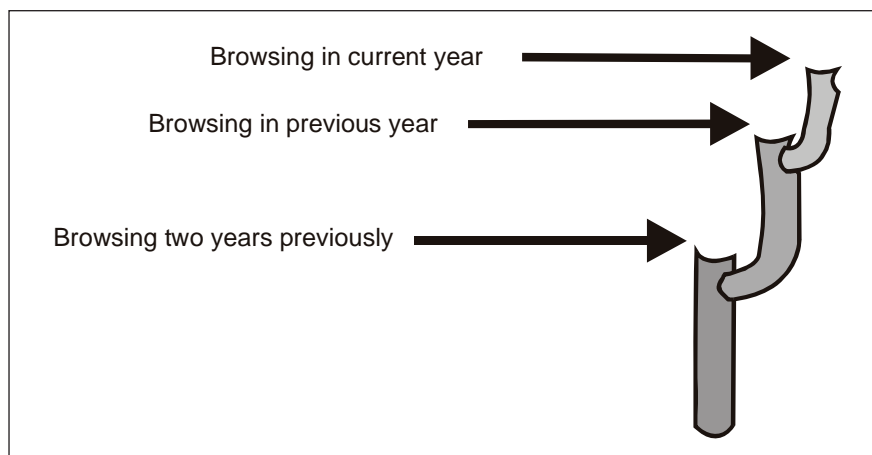 Browsing in current year
Browsing in previous year
Browsing two years previously